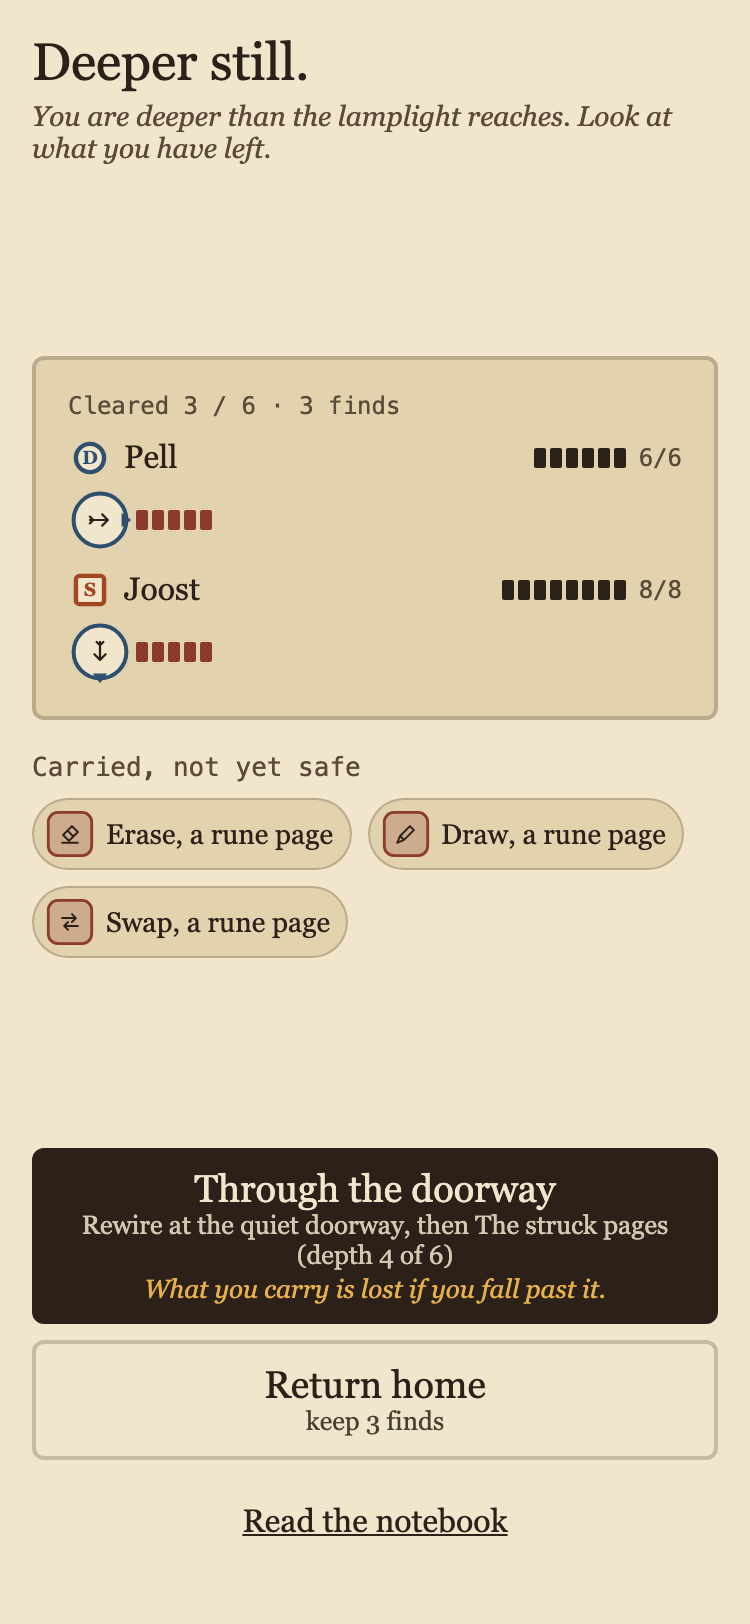 Deeper still.
You are deeper than the lamplight reaches. Look at
what you have left.
Cleared 3 / 6 · 3 finds
D Pell 6/6
S Joost 8/8
Carried, not yet safe
Erase, a rune page
Draw, a rune page
Swap, a rune page
Through the doorway
Rewire at the quiet doorway, then The struck pages
(depth 4 of 6)
What you carry is lost if you fall past it.
Return home
keep 3 finds
Read the notebook